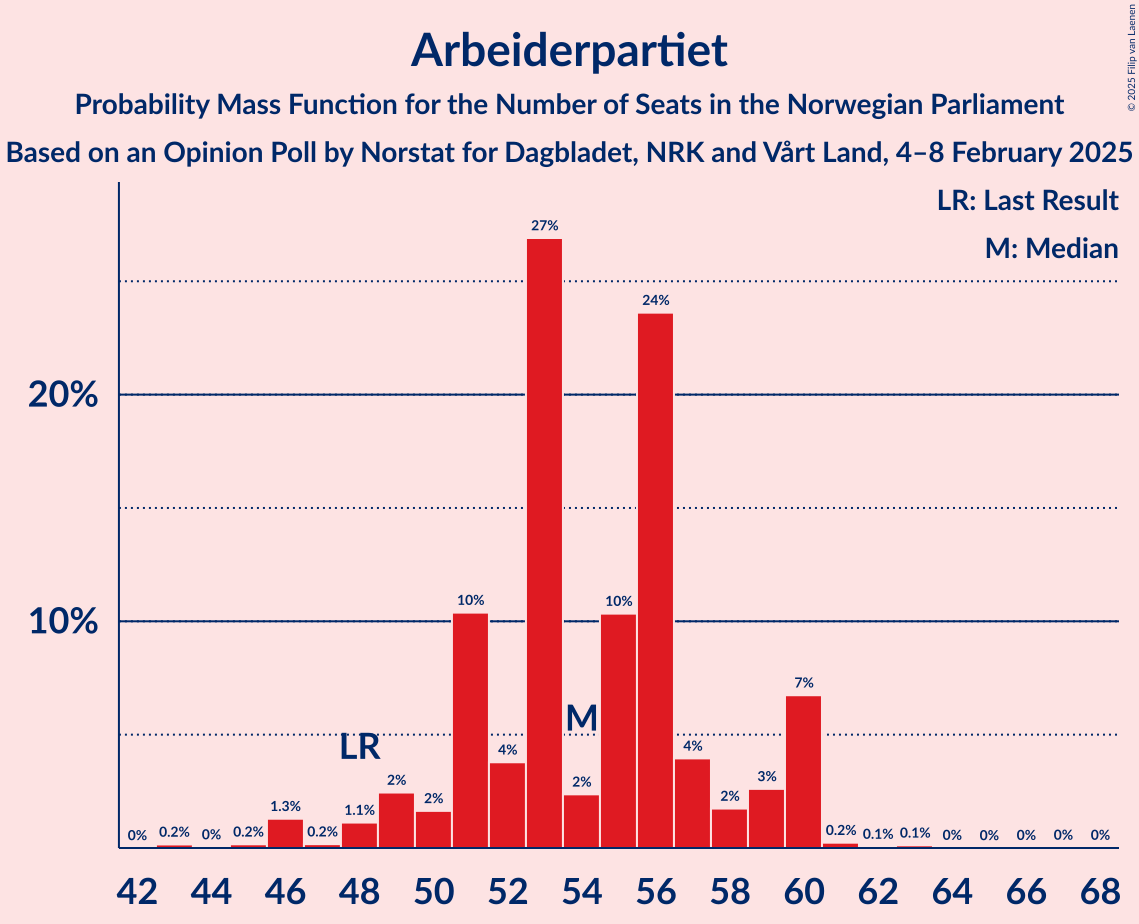 Arbeiderpartiet
Probability Mass Function for the Number of Seats in the Norwegian Parliament
Based on an Opinion Poll by Norstat for Dagbladet, NRK and Vårt Land, 4–8 February 2025
© 2025 Filip van Laenen
LR: Last Result
M: Median
20%
10%
0% 0.2% 0% 0.2% 1.3% 0.2% 1.1% 2% 2% 10% 4% 27% 2% 10% 24% 4% 2% 3% 7% 0.2% 0.1% 0.1% 0% 0% 0% 0% 0%
LR
M
42 44 46 48 50 52 54 56 58 60 62 64 66 68